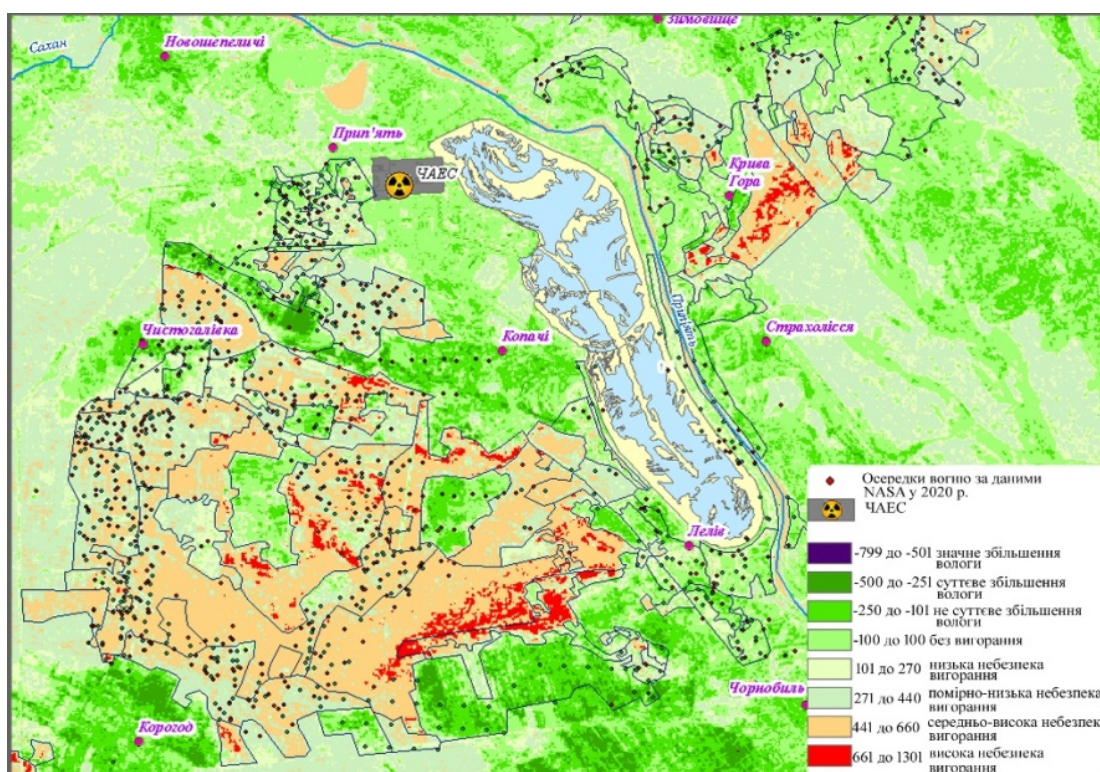 Сахан
Новошепеличі
Зимовище
Прип'ять
ЧАЕС
Крива
Гора
Чистогалівка
Копачі
Прип'ять
Страхолісся
Лелів
Чорнобиль
Корогод
Осередки вогню за даними
NASA у 2020 р.
ЧАЕС
-799 до -501 значне збільшення
вологи
-500 до -251 суттєве збільшення
вологи
-250 до -101 не суттєве збільшення
вологи
-100 до 100 без вигорання
101 до 270 низька небезпека
вигорання
271 до 440 помірно-низька небезпека
вигорання
441 до 660 середньо-висока небезпек
вигорання
661 до 1301 висока небезпека
вигорання